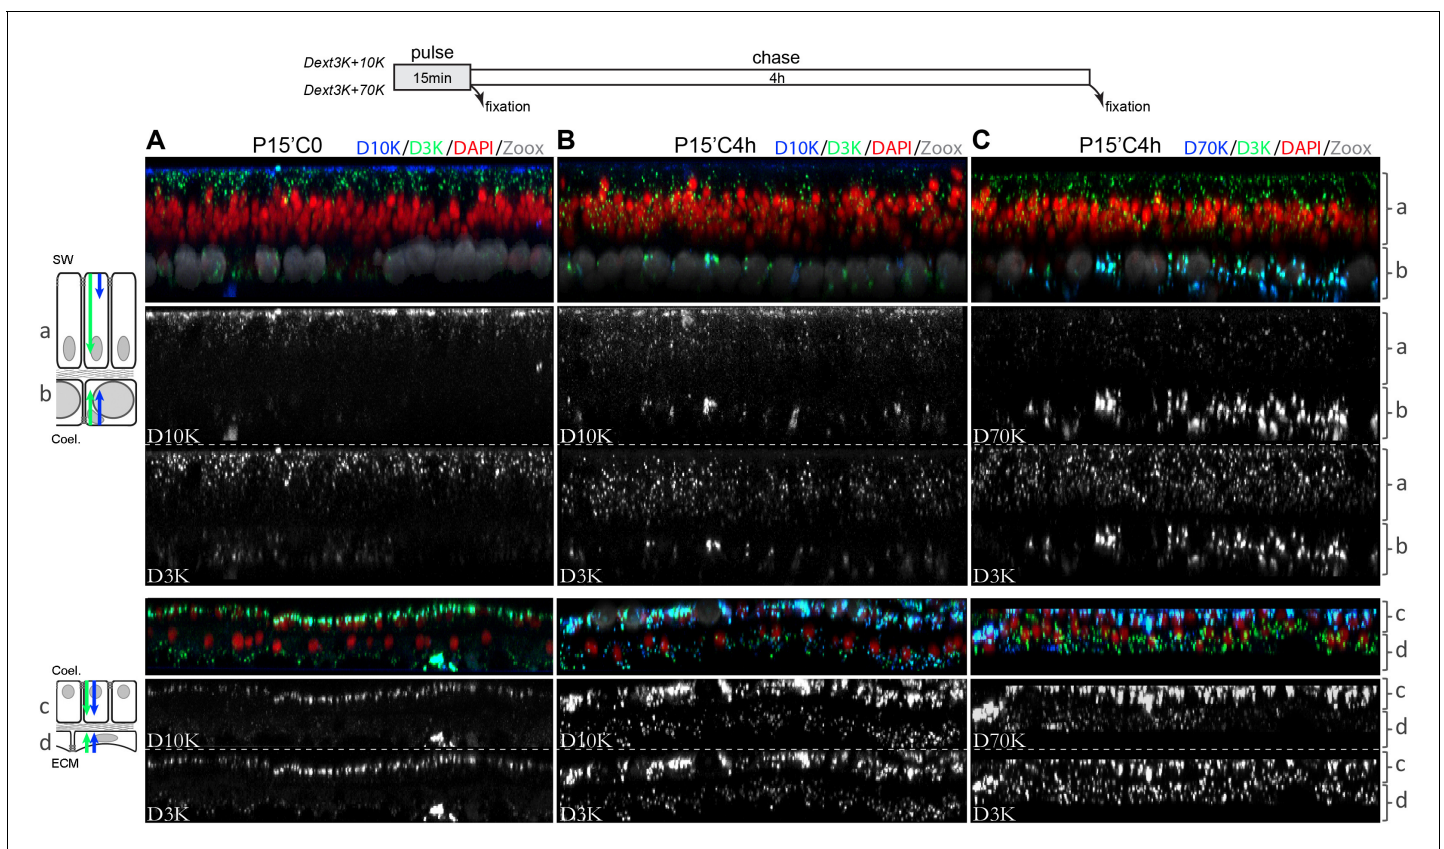 pulse
chase
Dext3K+10K
15min
4h
Dext3K+70K
fixation
fixation
A
P15'C0
D10K/D3K/DAPI/Zoox
B
P15'C4h
D10K/D3K/DAPI/Zoox
C
P15'C4h
D70K/D3K/DAPI/Zoox
a
b
SW
a
b
Coel.
D10K
D10K
D70K
a
b
D3K
D3K
D3K
a
b
Coel.
c
d
ECM
c
d
D10K
D10K
D70K
c
d
D3K
D3K
D3K
c
d